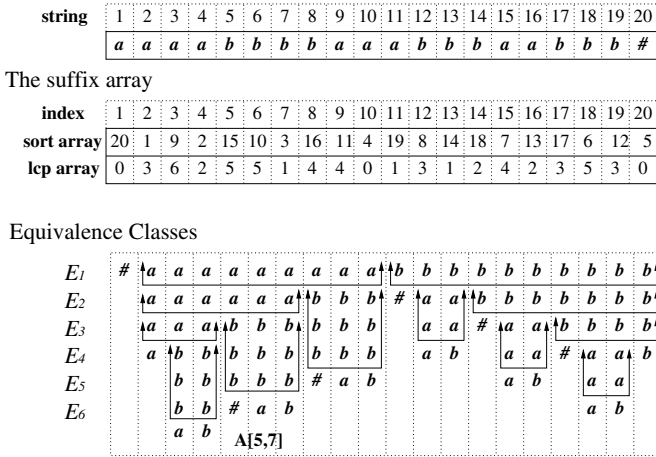 string 1 2 3 4 5 6 7 8 9 10 11 12 13 14 15 16 17 18 19 20
a a a a b b b b a a a b b b a a b b b #
The suffix array
index 1 2 3 4 5 6 7 8 9 10 11 12 13 14 15 16 17 18 19 20
sort array 20 1 9 2 15 10 3 16 11 4 19 8 14 18 7 13 17 6 12 5
lcp array 0 3 6 2 5 5 1 4 4 0 1 3 1 2 4 2 3 5 3 0
Equivalence Classes
E1 # a a a a a a a a a b b b b b b b b b b
E2 a a a a a a b b b # a a b b b b b b b
E3 a a a b b b b b b a a # a a b b b b
E4 a b b b b b b b b a b a a # a a b
E5 b b b b b # a b a b a a
E6 b b # a b a b
a b A[5,7]